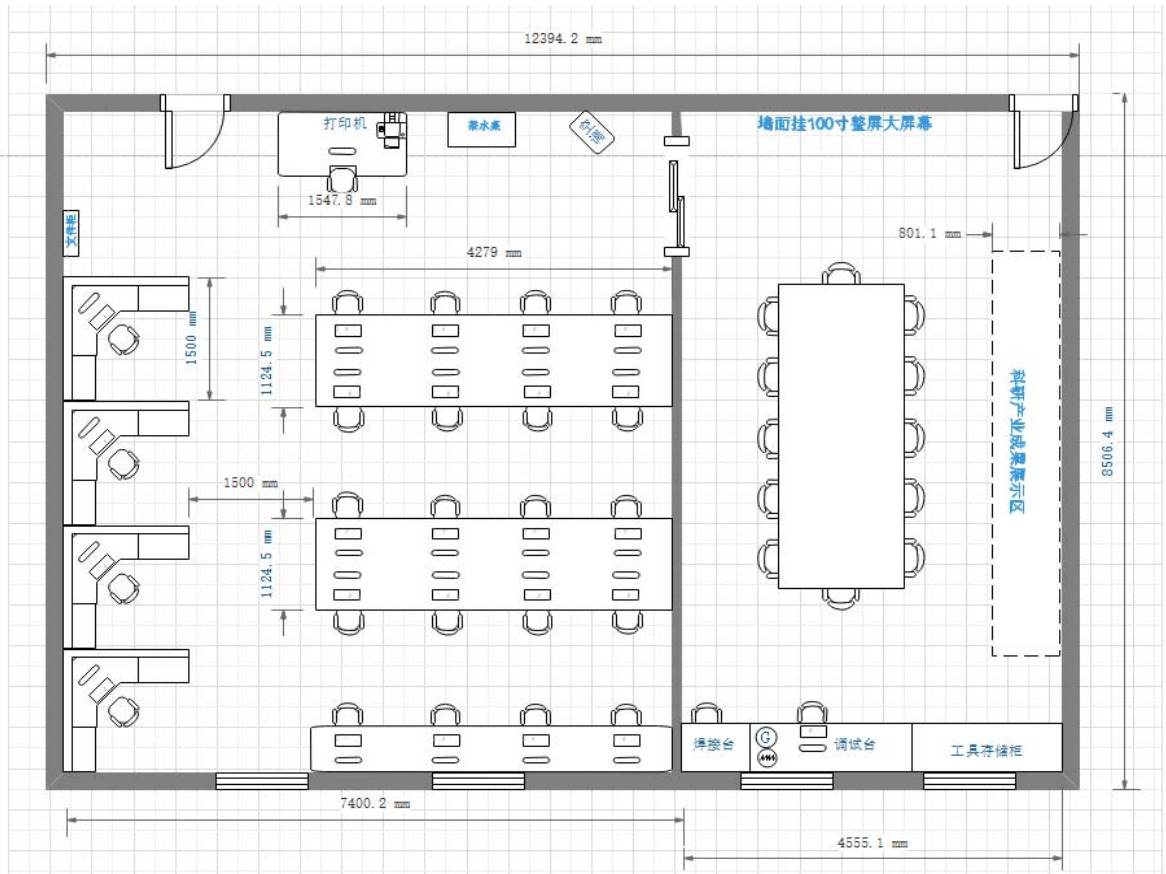 12394.2 mm
打印机
茶水桌
墙面挂100寸整屏大屏幕
1547.8 mm
文件柜
801.1 mm
4279 mm
1500 mm
1124.5 mm
科研产业成果展示区
8506.4 mm
1500 mm
1124.5 mm
焊接台
G
调试台
工具存储柜
7400.2 mm
4555.1 mm